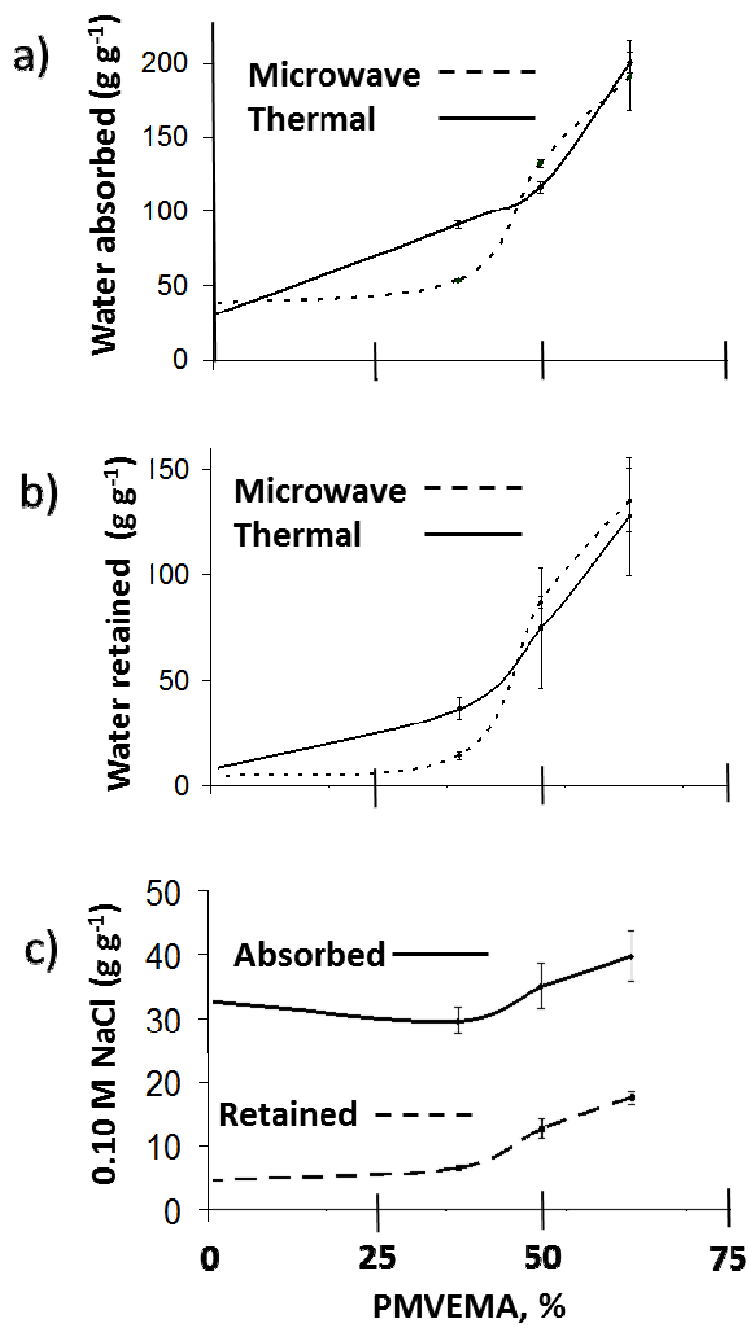 a)
Water absorbed (g g-1)
200
150
100
50
0
Microwave
Thermal
b)
Water retained (g g-1)
150
100
50
0
Microwave
Thermal
c)
0.10 M NaCl (g g-1)
50
40
30
20
10
0
Absorbed
Retained
0 25 50 75
PMVEMA, %